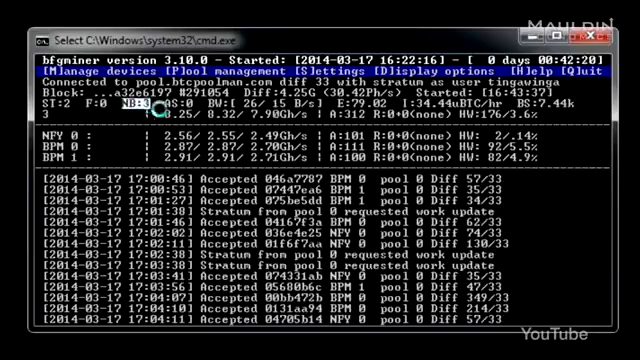 MAULDIN
Select C:\Windows\system32\cmd.exe
bfgminer version 3.10.0 - Started: [2014-03-17 16:22:16] - [ 0 days 00:42:20]
[M]anage devices [P]ool management [S]ettings [D]isplay options [H]elp [Q]uit
Connected to pool.btcpoolman.com diff 33 with stratum as user tingawinga
Block: ...a32e6197 #291054 Diff:4.25G (30.42Ph/s) Started: [16:43:37]
ST:2 F:0 NB:3 AS:0 BW:[ 26/ 15 B/s] E:79.02 I:34.44uBTC/hr BS:7.44k
3 | 8.25/ 8.32/ 7.90Gh/s | A:312 R:0+0(none) HW:176/3.6%
NFY 0 : | 2.56/ 2.55/ 2.49Gh/s | A:101 R:0+0(none) HW: 2/ .14%
BPM 0 : | 2.87/ 2.87/ 2.70Gh/s | A:111 R:0+0(none) HW: 92/5.5%
BPM 1 : | 2.91/ 2.91/ 2.71Gh/s | A:100 R:0+0(none) HW: 82/4.9%
[2014-03-17 17:00:46] Accepted 046a7787 BPM 0 pool 0 Diff 57/33
[2014-03-17 17:00:53] Accepted 07447ea6 BPM 1 pool 0 Diff 35/33
[2014-03-17 17:01:27] Accepted 075be5dd BPM 1 pool 0 Diff 34/33
[2014-03-17 17:01:38] Stratum from pool 0 requested work update
[2014-03-17 17:01:46] Accepted 04167f3a BPM 0 pool 0 Diff 62/33
[2014-03-17 17:02:02] Accepted 036e4c25 NFY 0 pool 0 Diff 74/33
[2014-03-17 17:02:11] Accepted 01f6f7aa NFY 0 pool 0 Diff 130/33
[2014-03-17 17:02:38] Stratum from pool 0 requested work update
[2014-03-17 17:03:38] Stratum from pool 0 requested work update
[2014-03-17 17:03:41] Accepted 074331ab NFY 0 pool 0 Diff 35/33
[2014-03-17 17:03:51] Accepted 05680b6c BPM 1 pool 0 Diff 47/33
[2014-03-17 17:04:07] Accepted 00bb472b BPM 0 pool 0 Diff 349/33
[2014-03-17 17:04:10] Accepted 0131aa94 BPM 0 pool 0 Diff 214/33
[2014-03-17 17:04:11] Accepted 04705b14 NFY 0 pool 0 Diff 57/33
YouTube